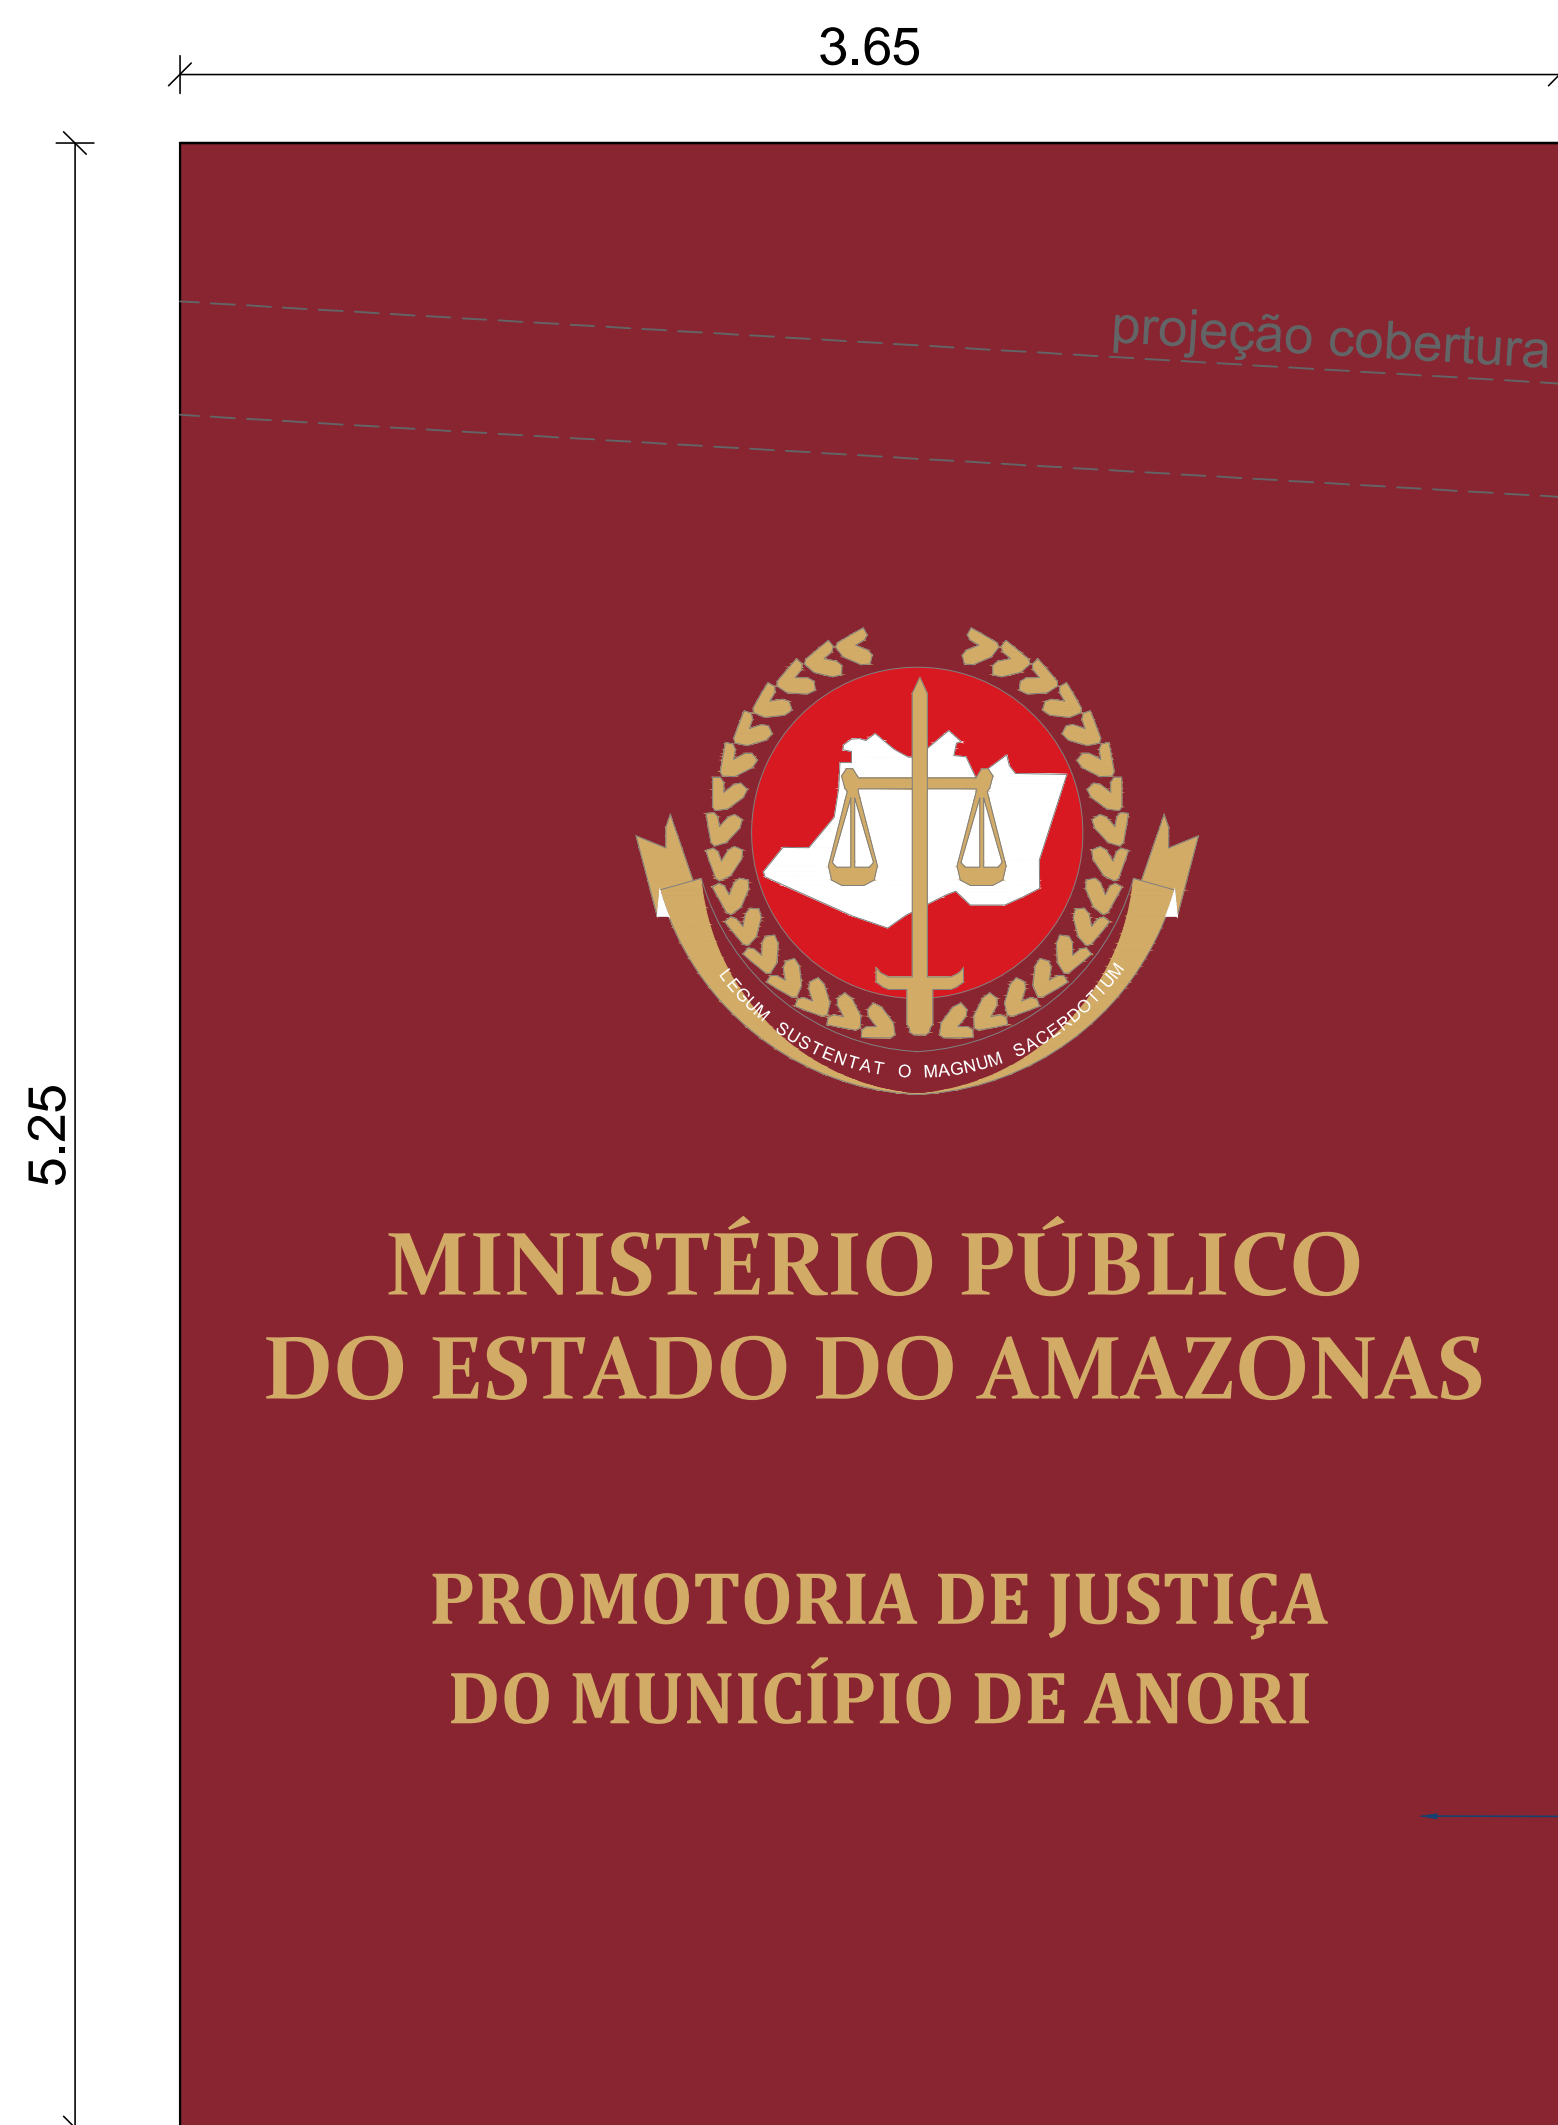 3.65
projeção cobertura
5.25
LEGUM SUSTENTAT O MAGNUM SACERDOTIUM
MINISTÉRIO PÚBLICO
DO ESTADO DO AMAZONAS
PROMOTORIA DE JUSTIÇA
DO MUNICÍPIO DE ANORI